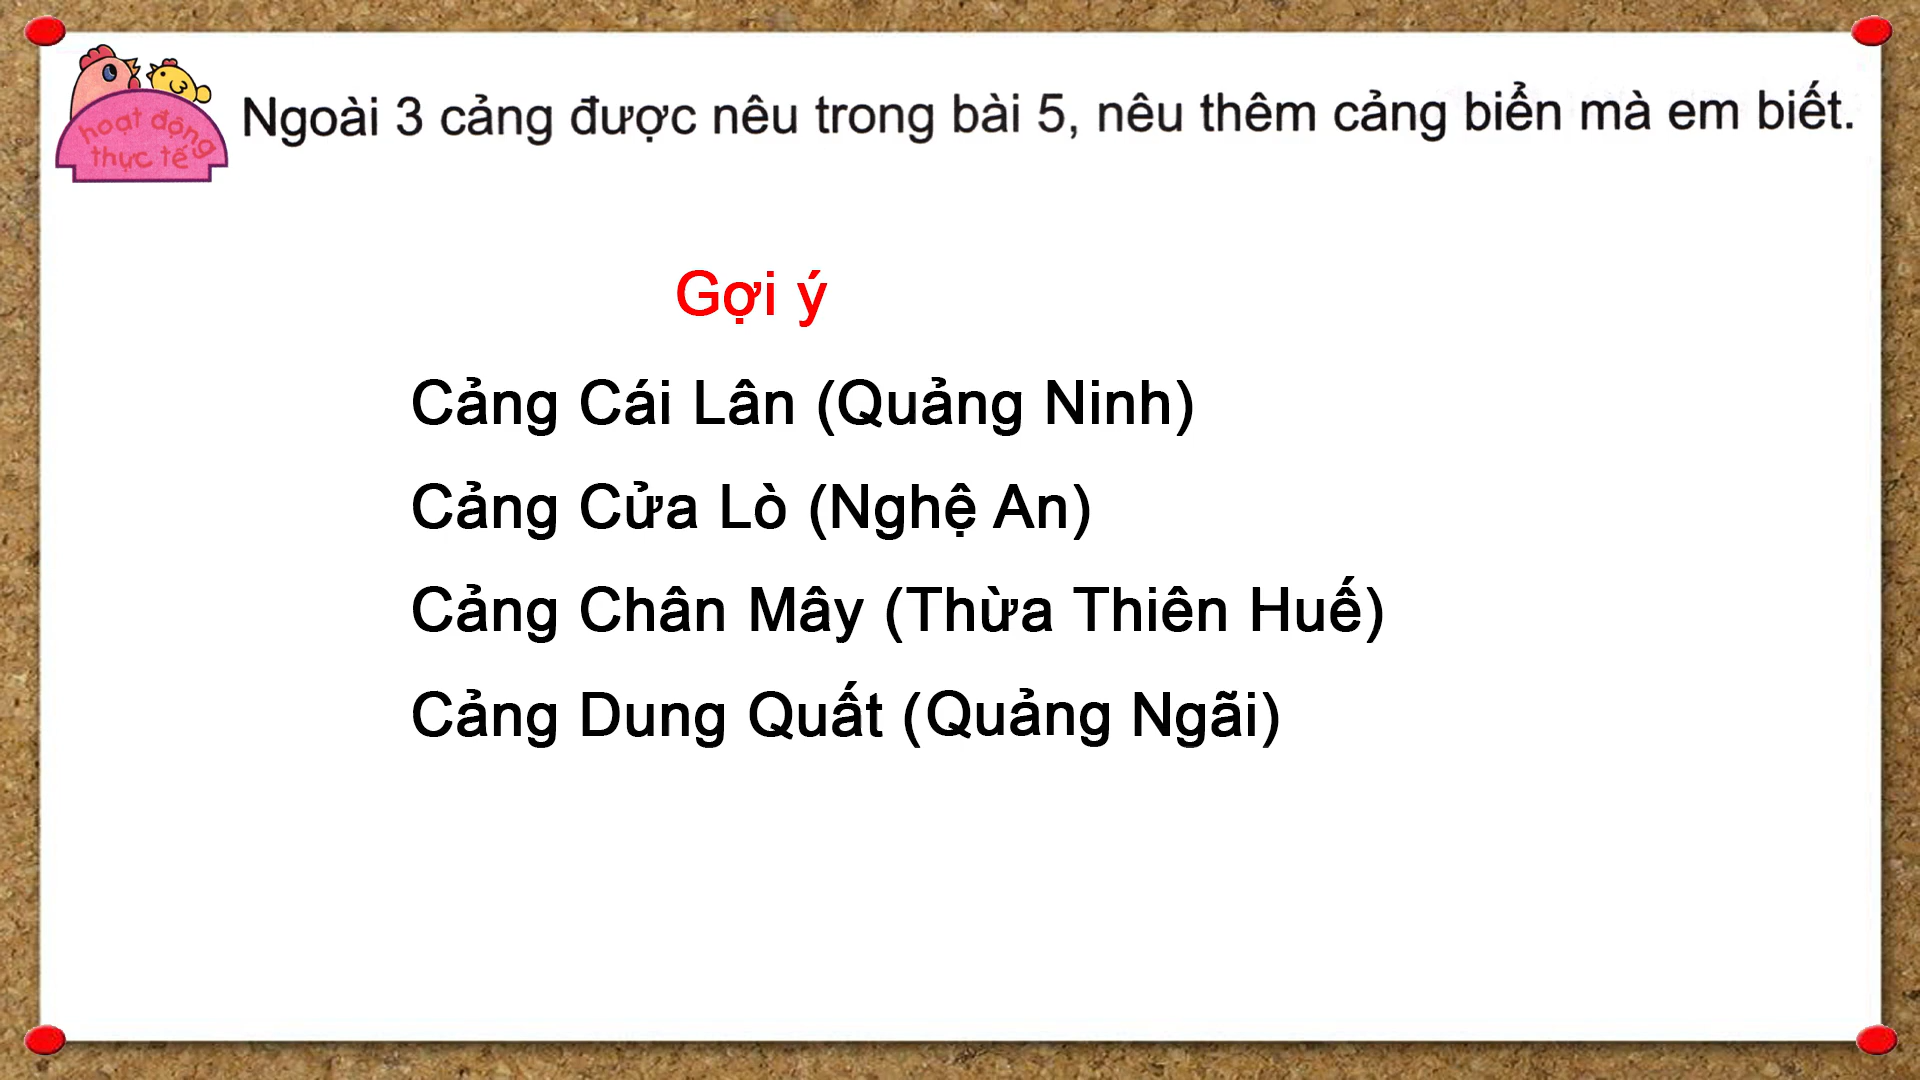 hoạt động
thực tế
Ngoài 3 cảng được nêu trong bài 5, nêu thêm cảng biển mà em biết.
Gợi ý
Cảng Cái Lân (Quảng Ninh)
Cảng Cửa Lò (Nghệ An)
Cảng Chân Mây (Thừa Thiên Huế)
Cảng Dung Quất (Quảng Ngãi)